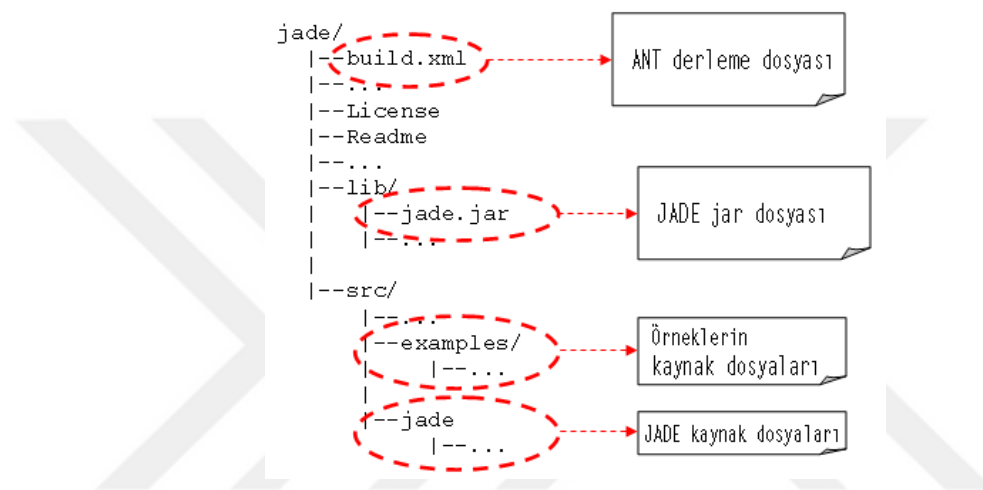 jade/
|--build.xml
ANT derleme dosyası
|--...
|--License
|--Readme
|--...
|--lib/
| |--jade.jar
JADE jar dosyası
| |--...
|
|--src/
|--...
|--examples/
Örneklerin
kaynak dosyaları
| |--...
|
|--jade
JADE kaynak dosyaları
|--...